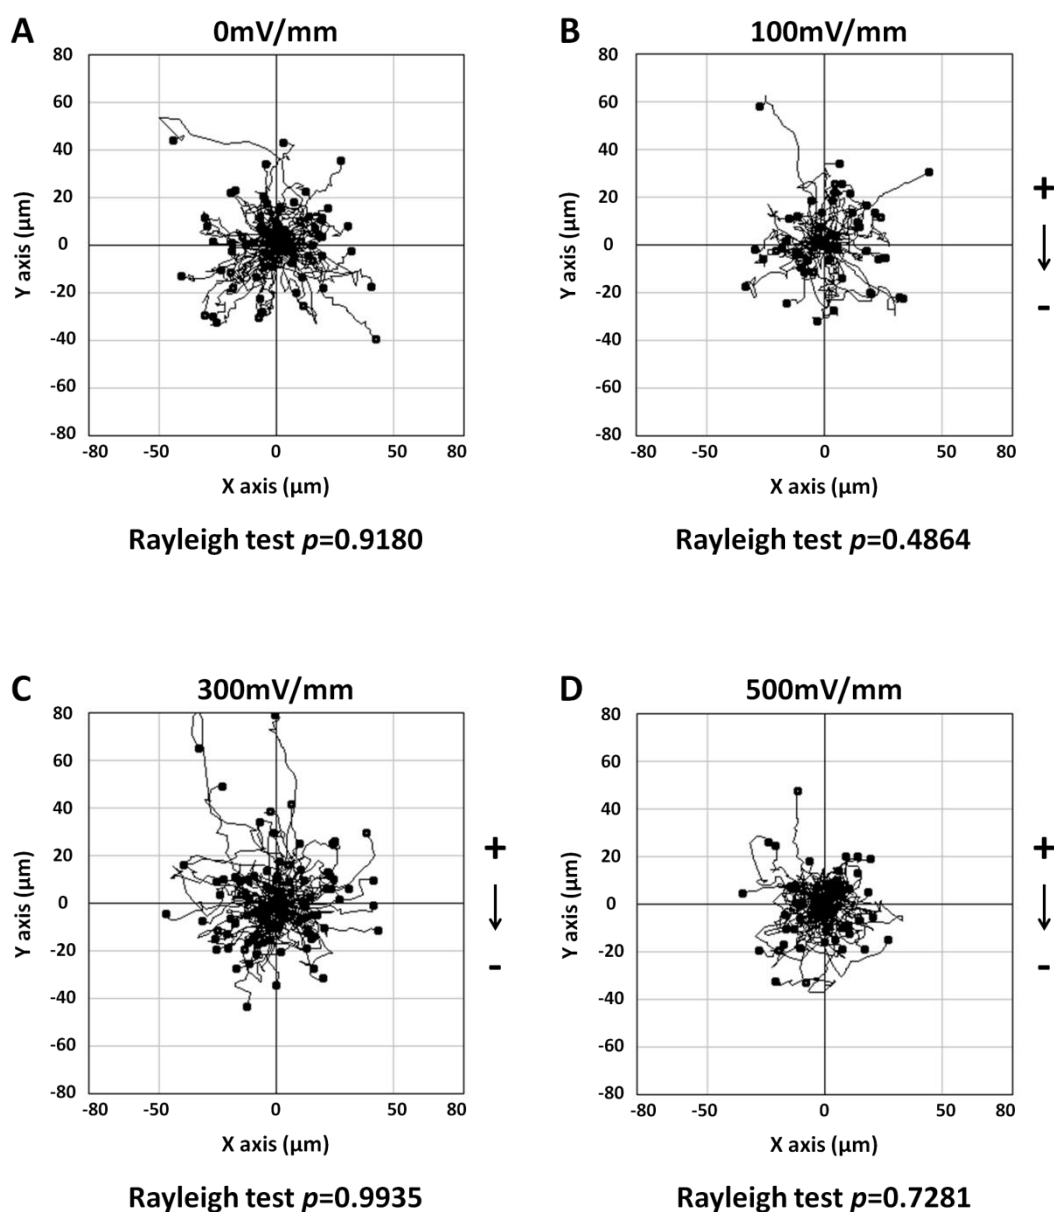 A
0mV/mm
80
60
40
20
0
-20
-40
-60
-80
Y axis (µm)
-80 -50 0 50 80
X axis (µm)
Rayleigh test p=0.9180
B
100mV/mm
80
60
40
20
0
-20
-40
-60
-80
Y axis (µm)
-80 -50 0 50 80
X axis (µm)
+
-
Rayleigh test p=0.4864
C
300mV/mm
80
60
40
20
0
-20
-40
-60
-80
Y axis (µm)
-80 -50 0 50 80
X axis (µm)
+
-
Rayleigh test p=0.9935
D
500mV/mm
80
60
40
20
0
-20
-40
-60
-80
Y axis (µm)
-80 -50 0 50 80
X axis (µm)
+
-
Rayleigh test p=0.7281